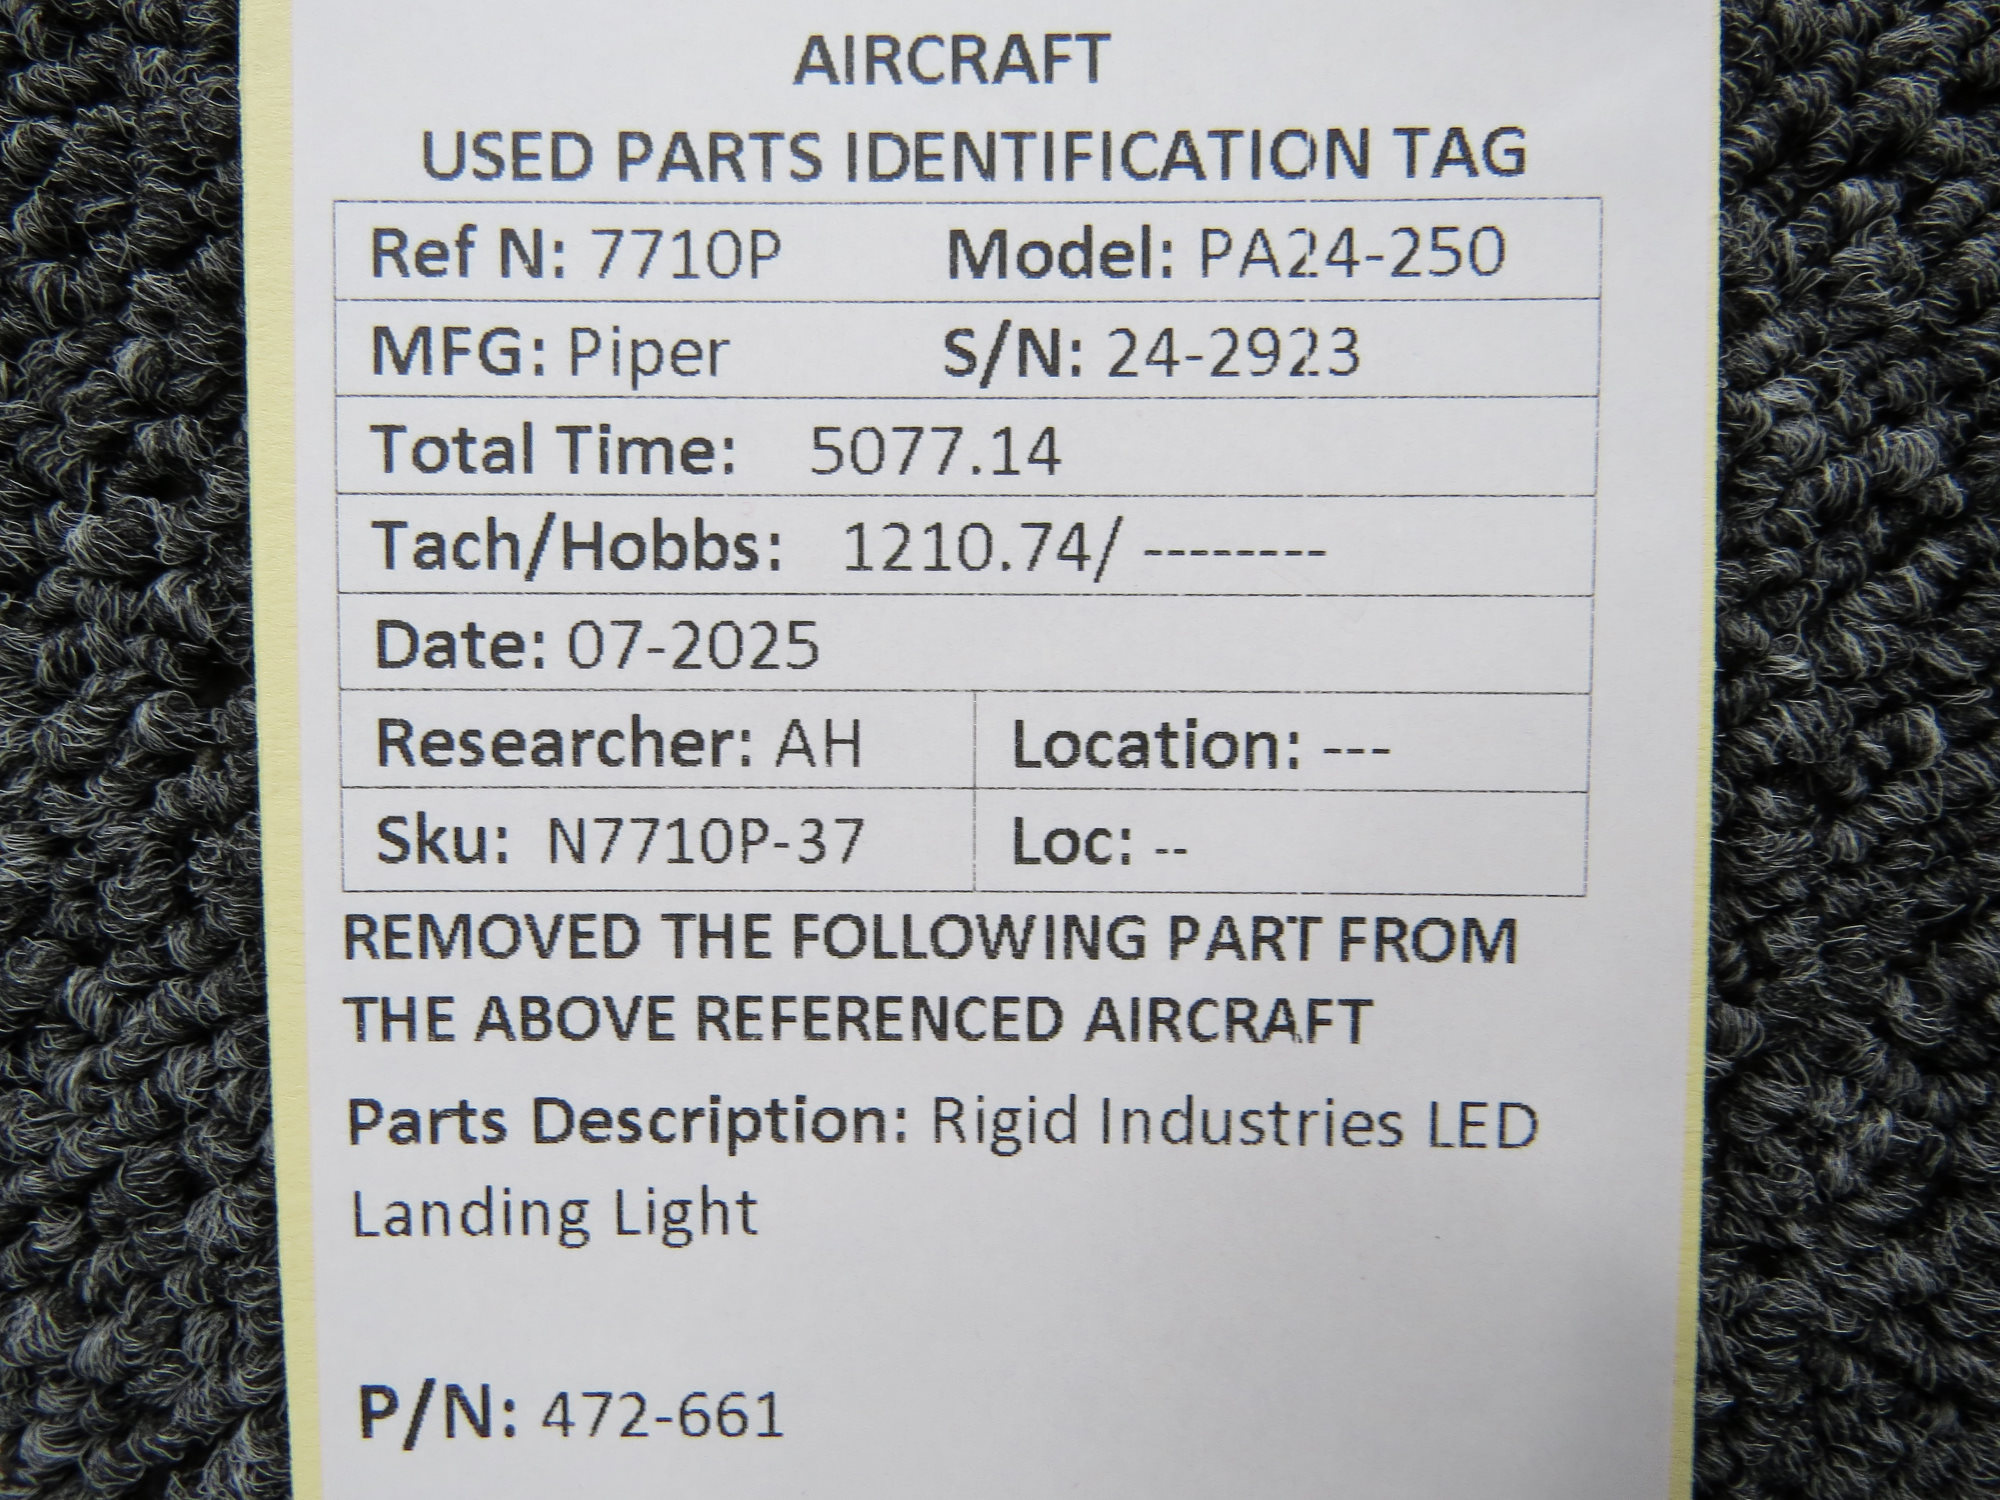 AIRCRAFT
USED PARTS IDENTIFICATION TAG
Ref N: 7710P Model: PA24-250
MFG: Piper S/N: 24-2923
Total Time: 5077.14
Tach/Hobbs: 1210.74/ --------
Date: 07-2025
Researcher: AH Location: ---
Sku: N7710P-37 Loc: --
REMOVED THE FOLLOWING PART FROM
THE ABOVE REFERENCED AIRCRAFT
Parts Description: Rigid Industries LED
Landing Light
P/N: 472-661